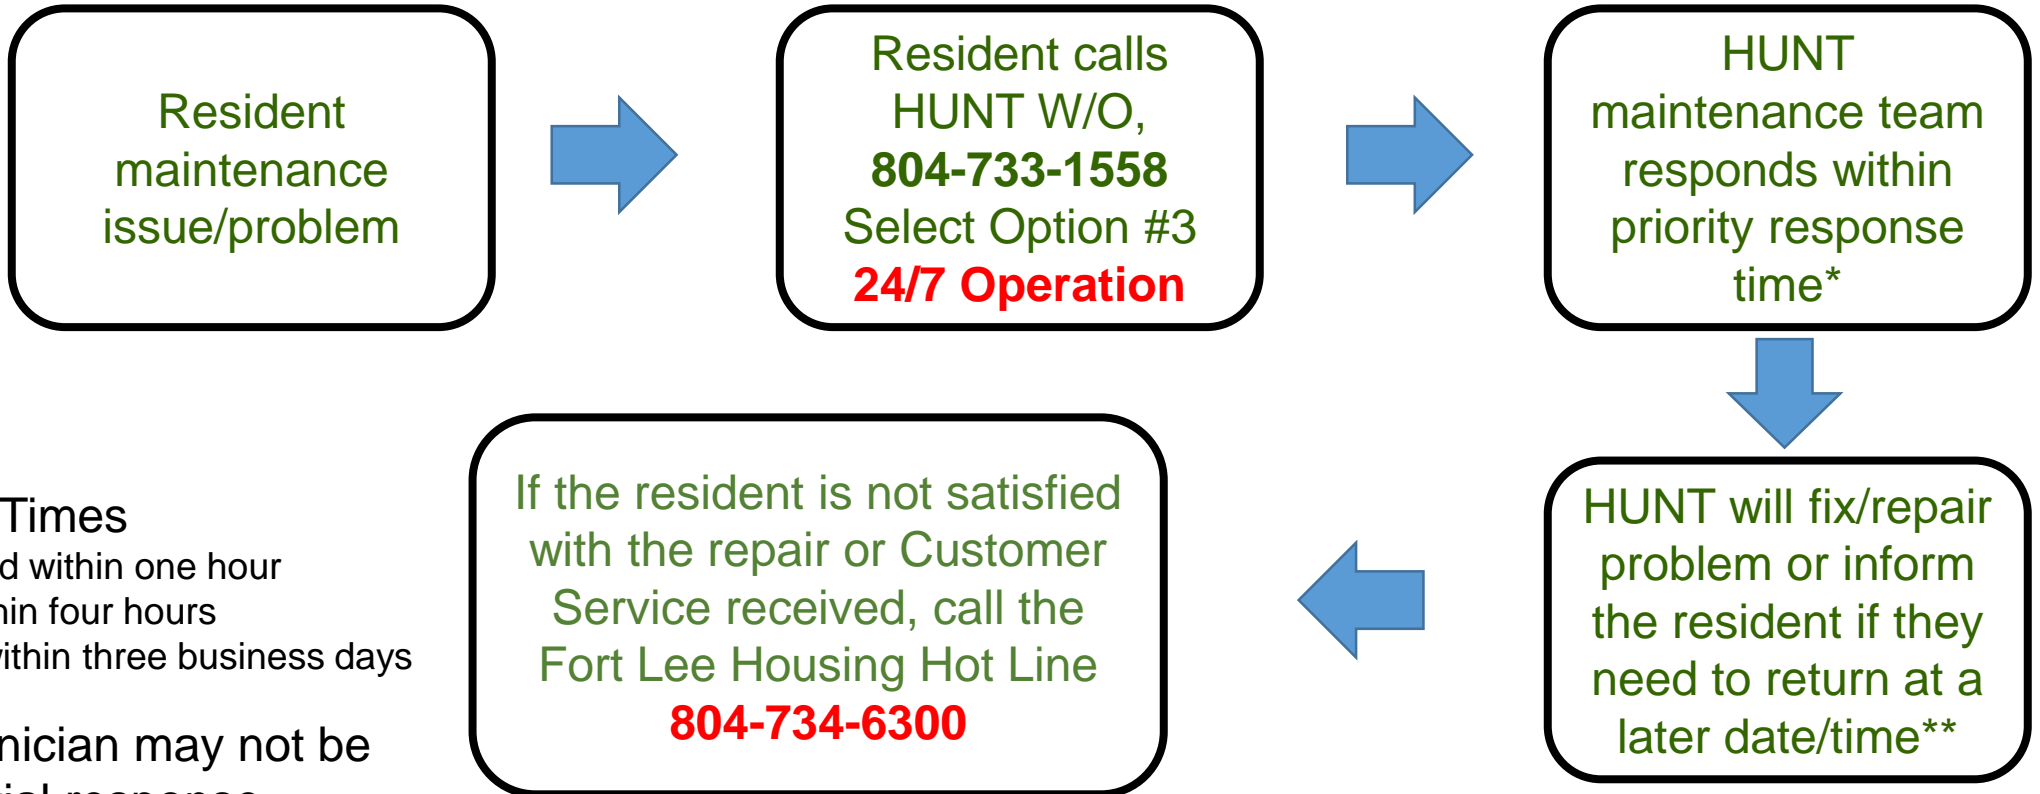 Resident
maintenance
issue/problem
Resident calls
HUNT W/O,
804-733-1558
Select Option #3
24/7 Operation
HUNT
maintenance team
responds within
priority response
time*
HUNT will fix/repair
problem or inform
the resident if they
need to return at a
later date/time**
If the resident is not satisfied
with the repair or Customer
Service received, call the
Fort Lee Housing Hot Line
804-734-6300
Times
within one hour
four hours
within three business days
may not be
response